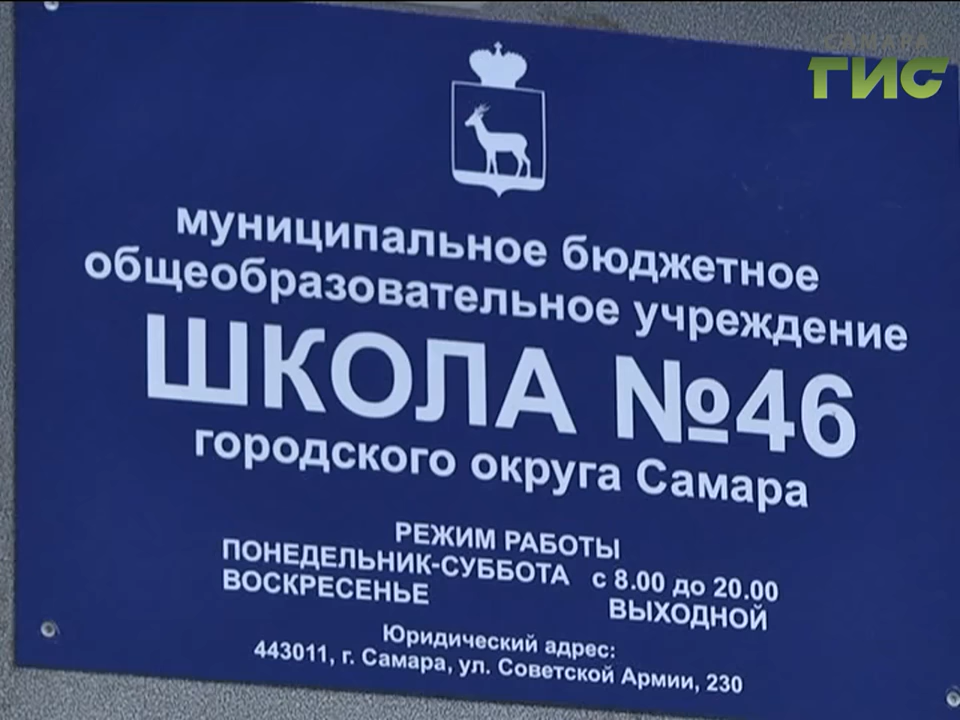 САМАРА
ГИС
муниципальное бюджетное
общеобразовательное учреждение
ШКОЛА №46
городского округа Самара
РЕЖИМ РАБОТЫ
ПОНЕДЕЛЬНИК-СУББОТА с 8.00 до 20.00
ВОСКРЕСЕНЬЕ ВЫХОДНОЙ
Юридический адрес:
443011, г. Самара, ул. Советской Армии, 230